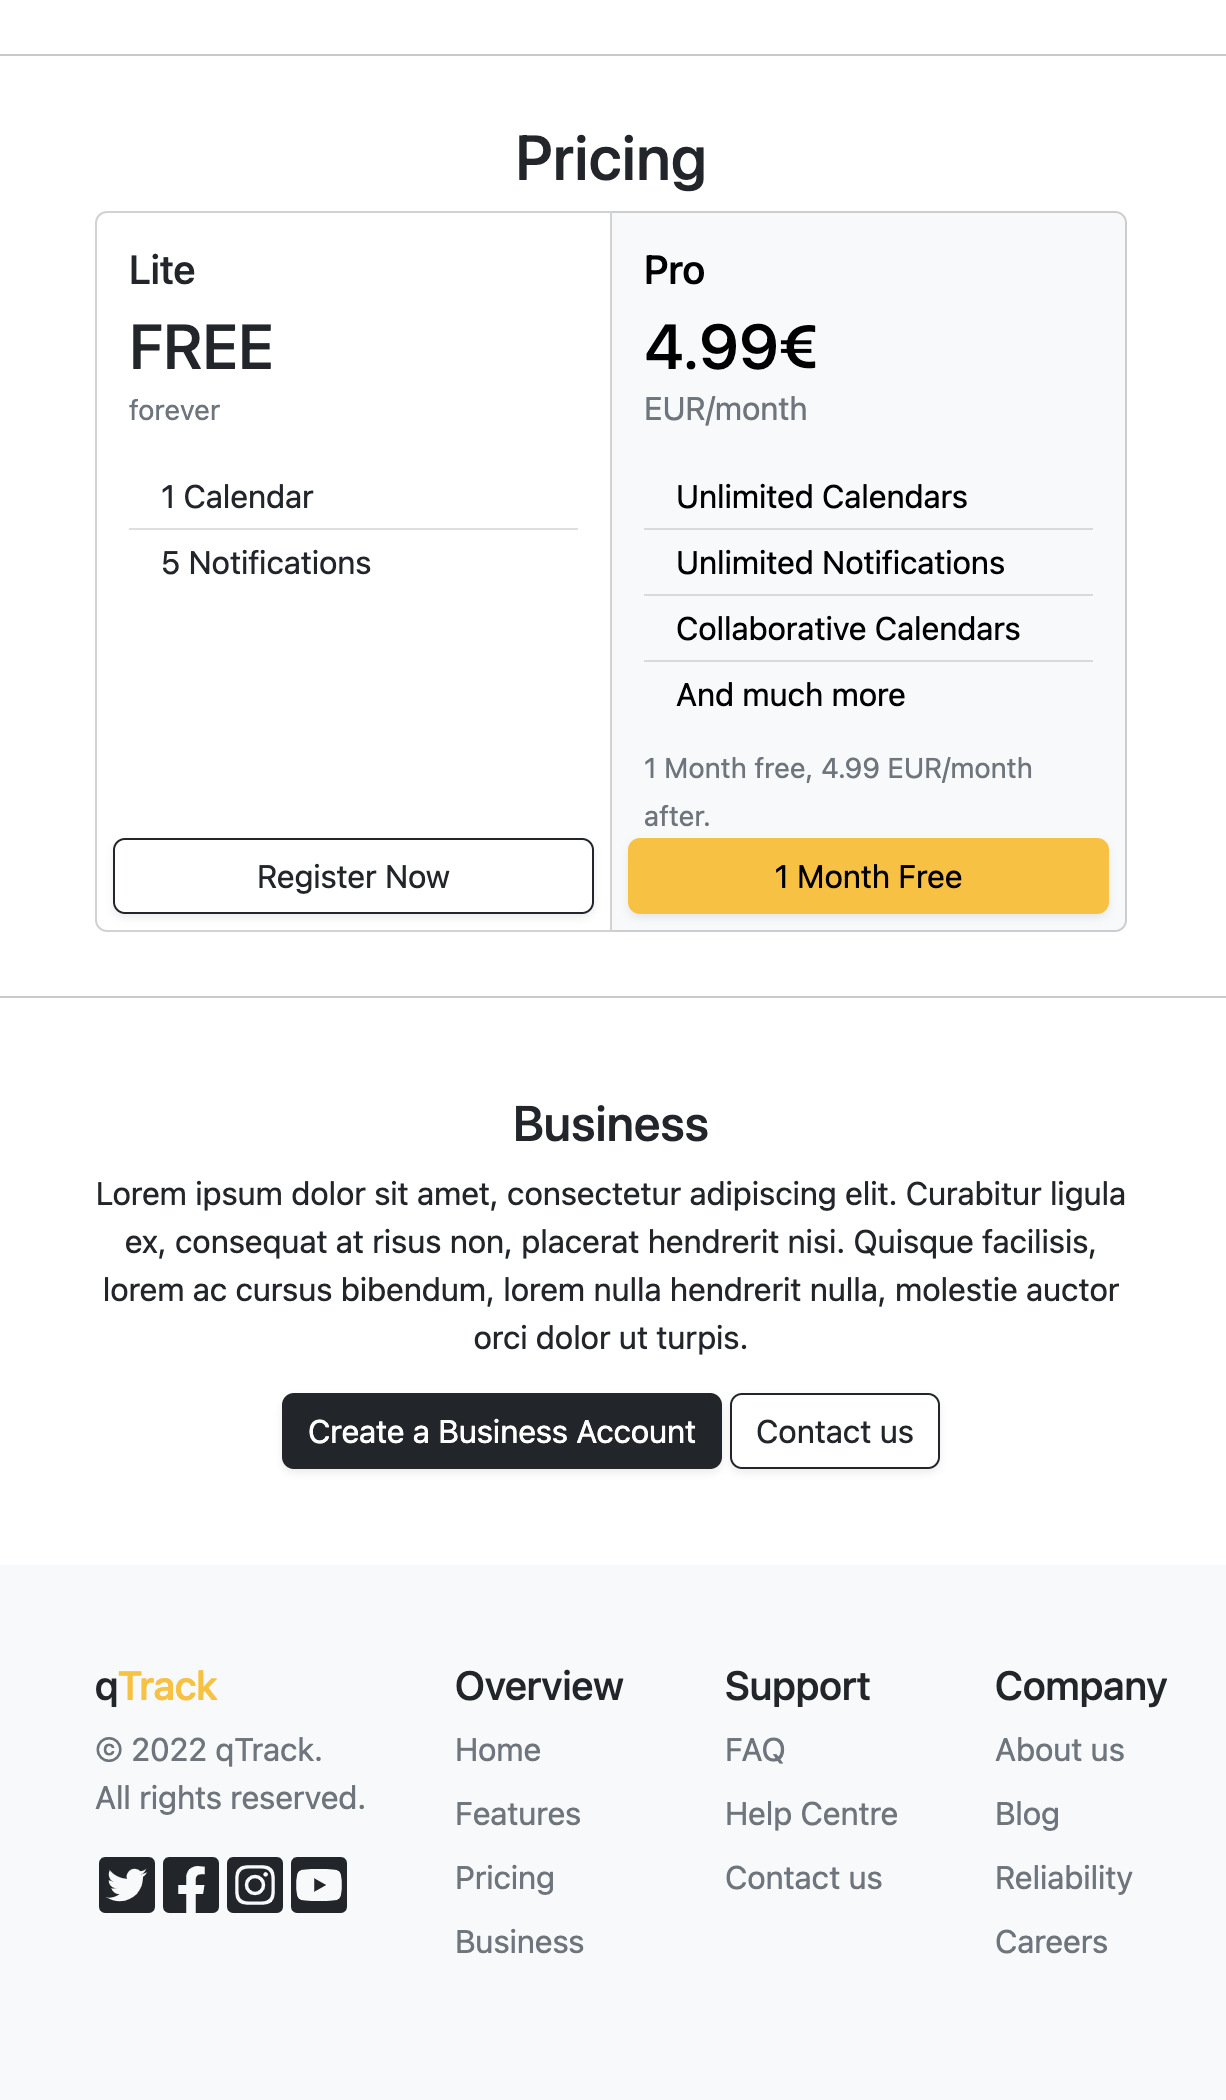 Pricing
Lite
FREE
forever
1 Calendar
5 Notifications
Register Now
Pro
4.99€
EUR/month
Unlimited Calendars
Unlimited Notifications
Collaborative Calendars
And much more
1 Month free, 4.99 EUR/month
after.
1 Month Free
Business
Lorem ipsum dolor sit amet, consectetur adipiscing elit. Curabitur ligula
ex, consequat at risus non, placerat hendrerit nisi. Quisque facilisis,
lorem ac cursus bibendum, lorem nulla hendrerit nulla, molestie auctor
orci dolor ut turpis.
Create a Business Account
Contact us
qTrack
© 2022 qTrack.
All rights reserved.
Overview
Home
Features
Pricing
Business
Support
FAQ
Help Centre
Contact us
Company
About us
Blog
Reliability
Careers